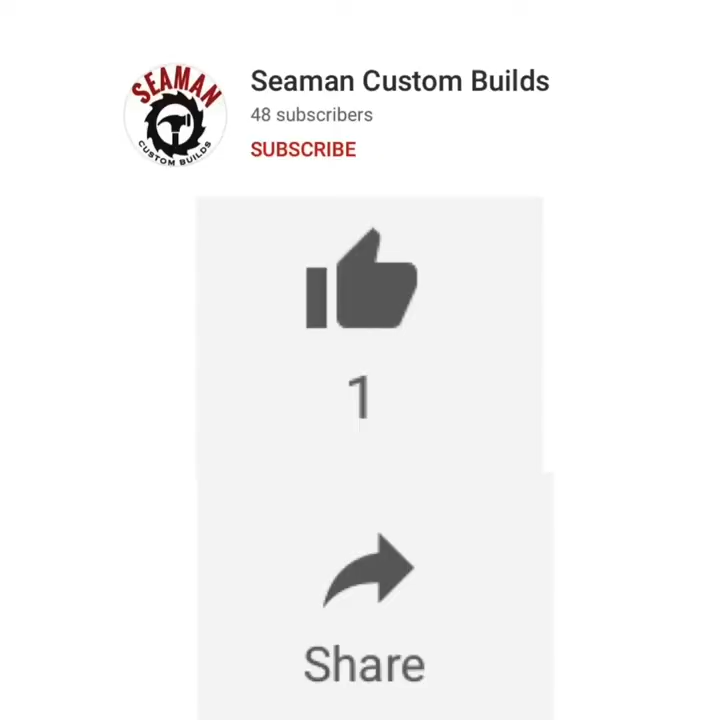 SEAMAN
CUSTOM BUILDS
Seaman Custom Builds
48 subscribers
SUBSCRIBE
1
Share